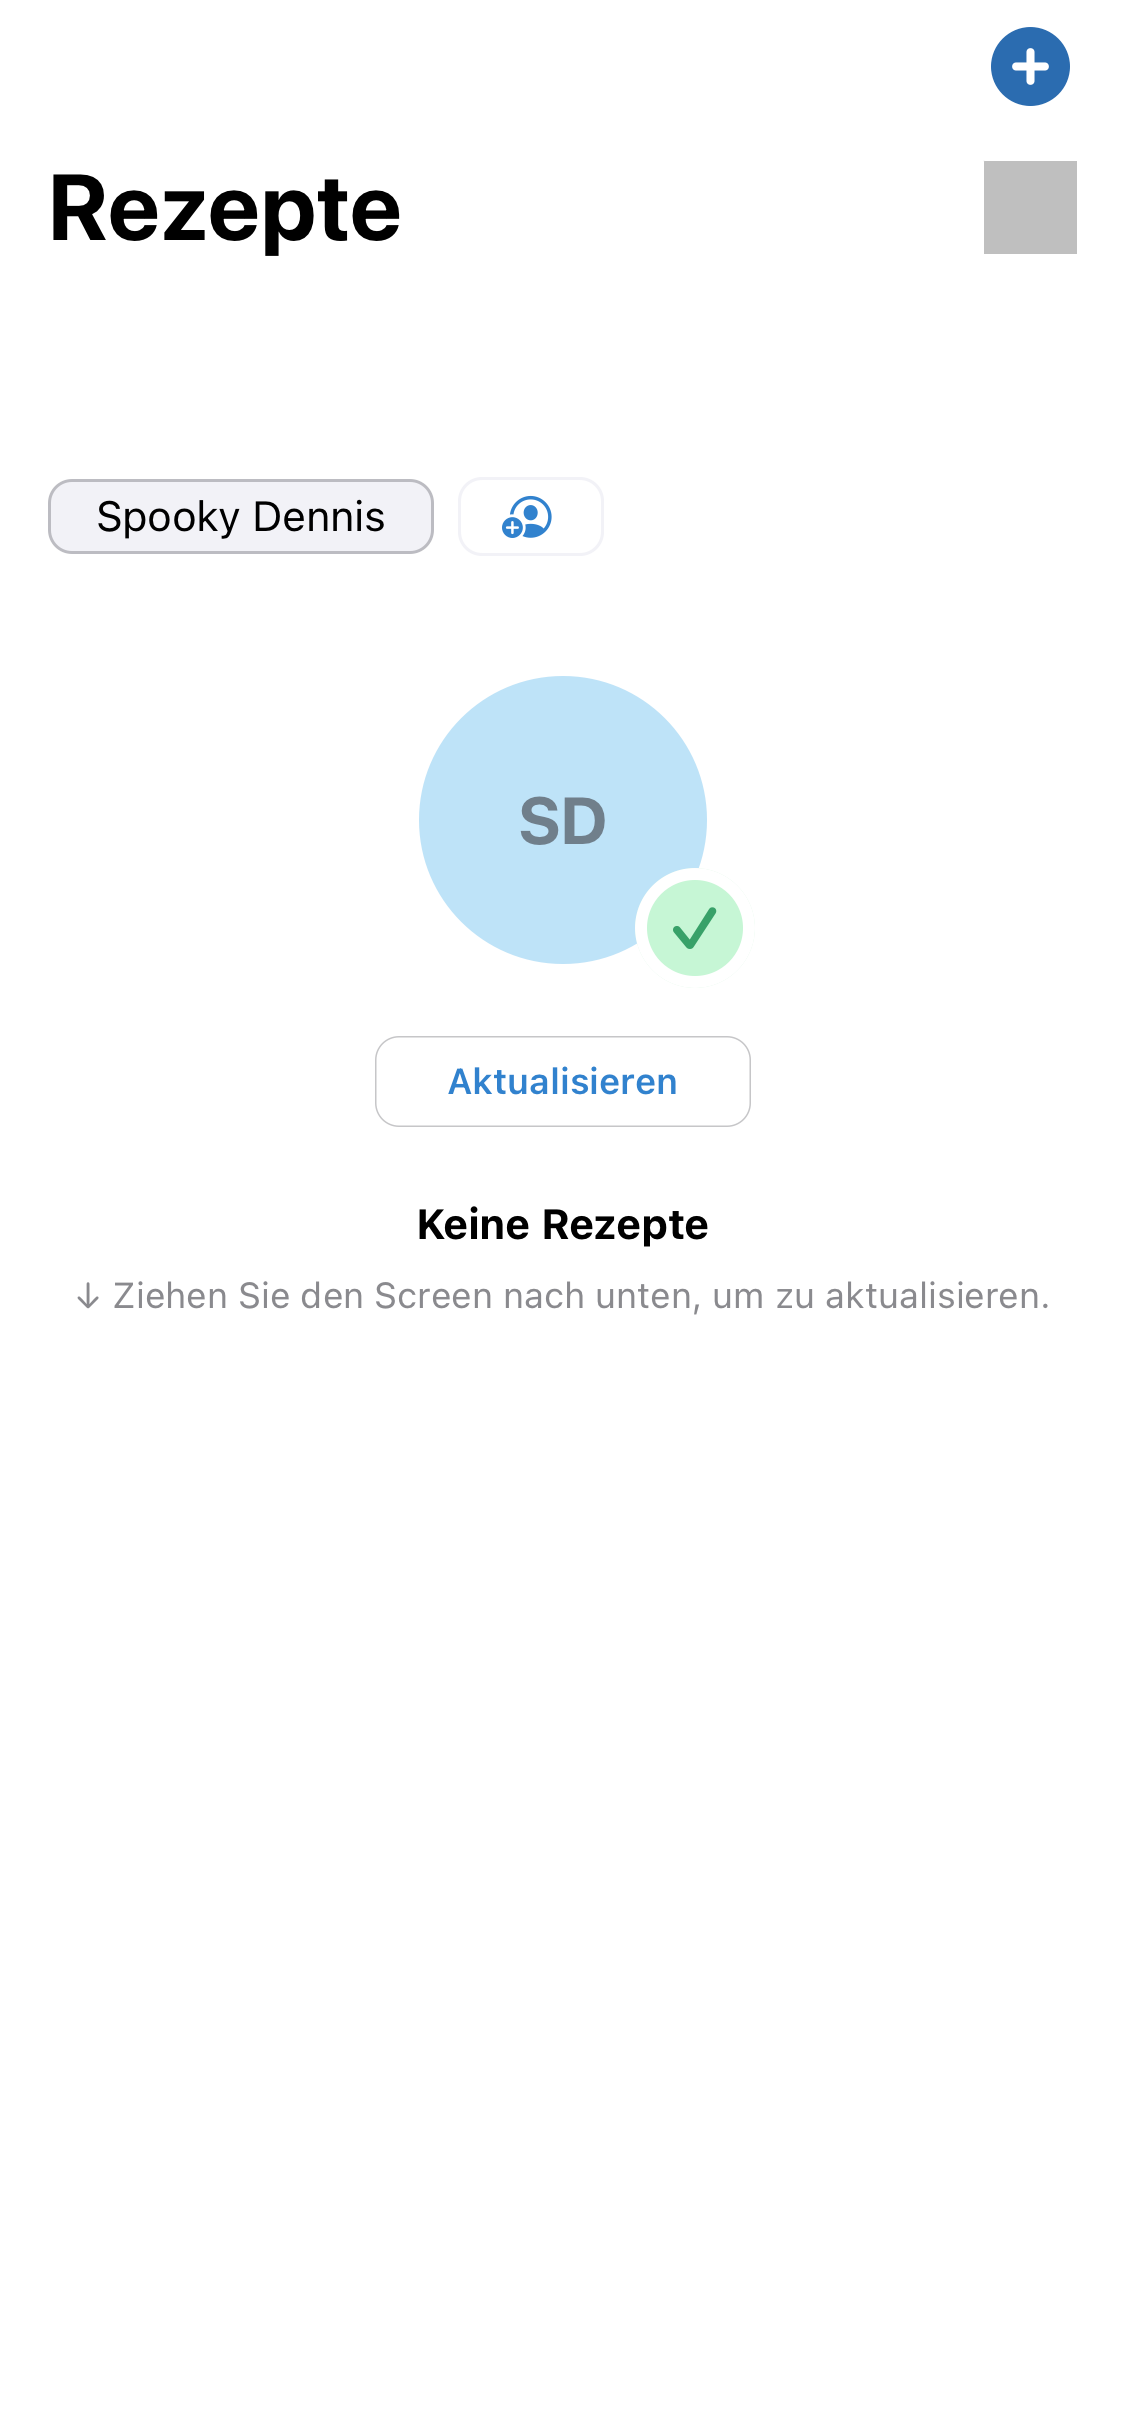 Rezepte
Spooky Dennis
SD
Aktualisieren
Keine Rezepte
↓ Ziehen Sie den Screen nach unten, um zu aktualisieren.